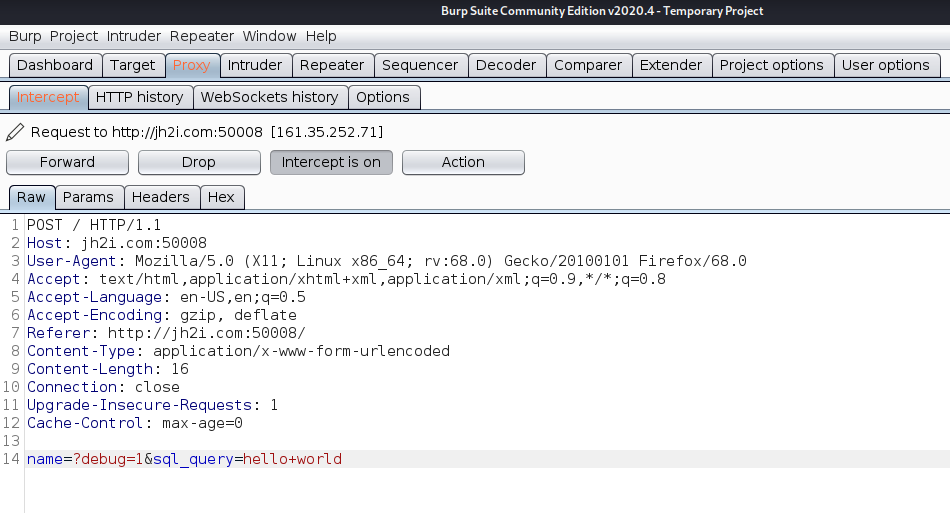 Burp Suite Community Edition v2020.4 - Temporary Project
Burp Project Intruder Repeater Window Help
Dashboard Target Proxy Intruder Repeater Sequencer Decoder Comparer Extender Project options User options
Intercept HTTP history WebSockets history Options
Request to http://jh2i.com:50008 [161.35.252.71]
Forward Drop Intercept is on Action
Raw Params Headers Hex
1 POST / HTTP/1.1
2 Host: jh2i.com:50008
3 User-Agent: Mozilla/5.0 (X11; Linux x86_64; rv:68.0) Gecko/20100101 Firefox/68.0
4 Accept: text/html,application/xhtml+xml,application/xml;q=0.9,*/*;q=0.8
5 Accept-Language: en-US,en;q=0.5
6 Accept-Encoding: gzip, deflate
7 Referer: http://jh2i.com:50008/
8 Content-Type: application/x-www-form-urlencoded
9 Content-Length: 16
10 Connection: close
11 Upgrade-Insecure-Requests: 1
12 Cache-Control: max-age=0
13
14 name=?debug=1&sql_query=hello+world